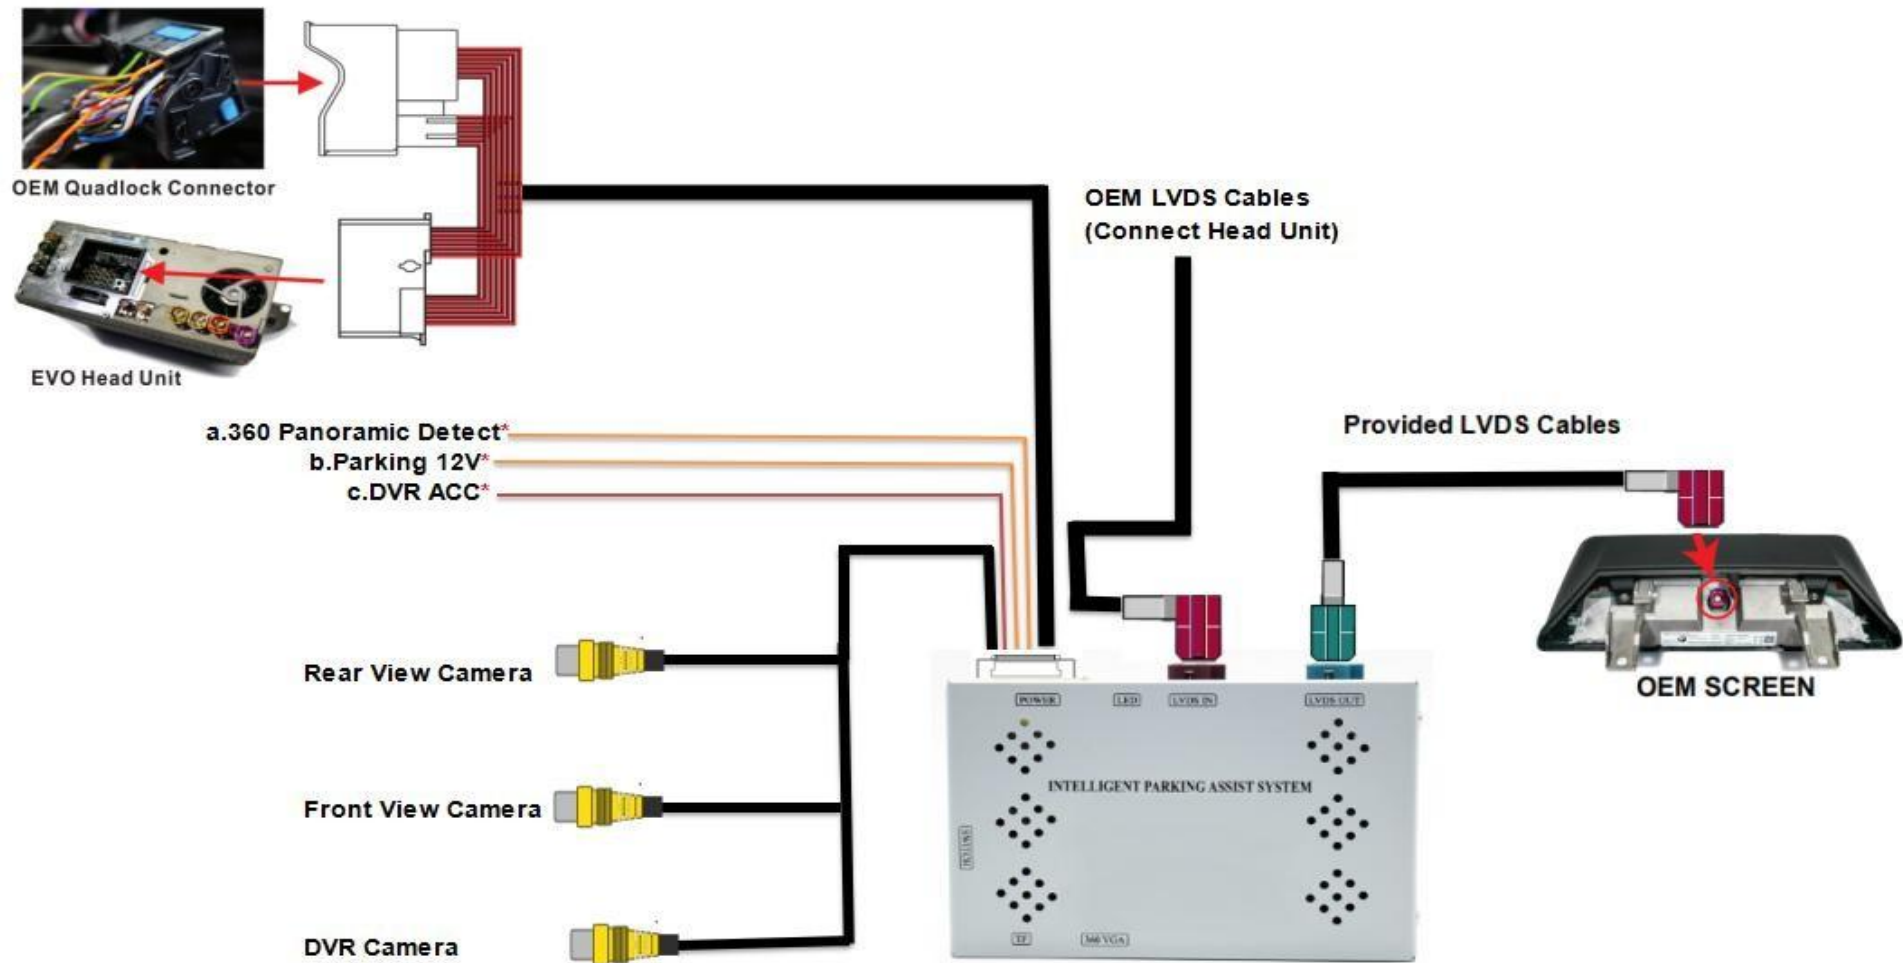 OEM Quadlock Connector
EVO Head Unit
OEM LVDS Cables
(Connect Head Unit)
a.360 Panoramic Detect*
b.Parking 12V*
c.DVR ACC*
Provided LVDS Cables
OEM SCREEN
Rear View Camera
Front View Camera
DVR Camera
POWER
LED
LVDS IN
LVDS OUT
INTELLIGENT PARKING ASSIST SYSTEM
SWITCH
TF
360 VGA